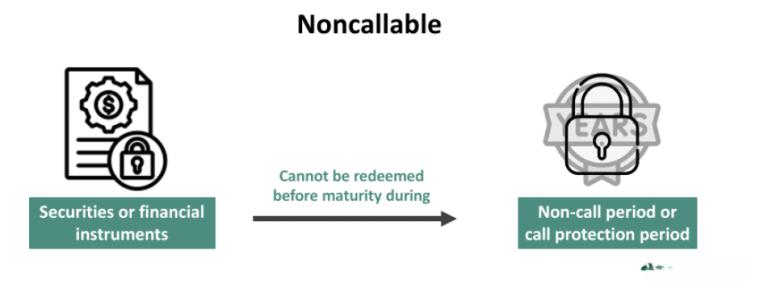 Noncallable
$
YEARS
Cannot be redeemed
before maturity during
Securities or financial
instruments
Non-call period or
call protection period